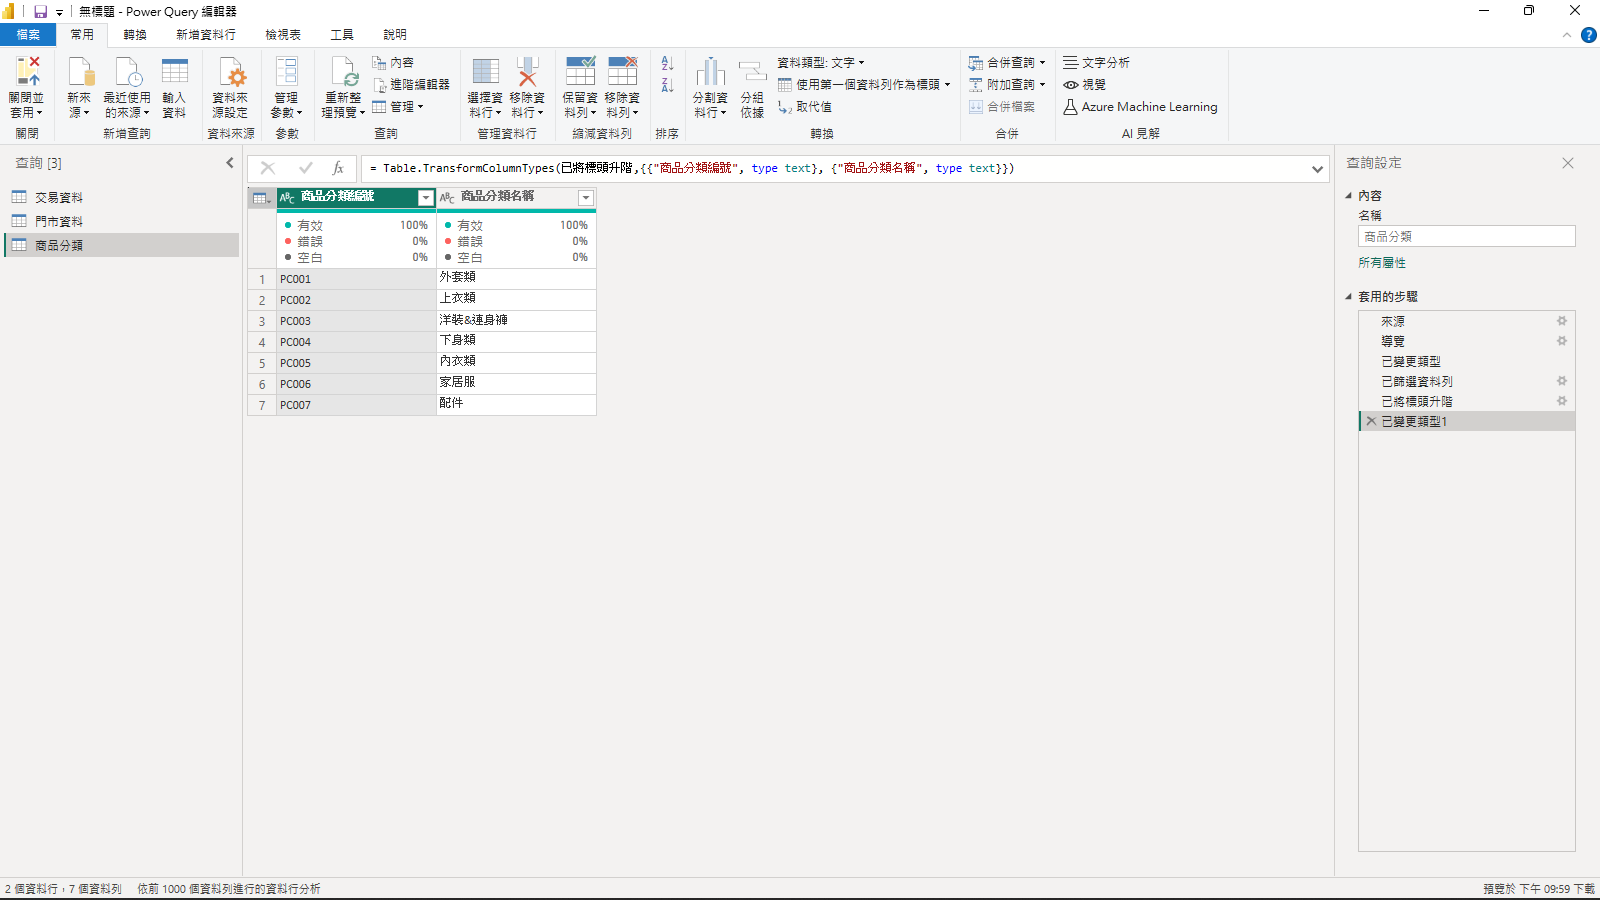 無標題 - Power Query 編輯器
檔案 常用 轉換 新增資料行 檢視表 工具 說明
關閉並
套用
關閉
新來
源
最近使用
的來源
輸入
資料
新增查詢
資料來
源設定
資料來源
管理
參數
參數
重新整
理預覽
內容
進階編輯器
管理
查詢
選擇資
料行
移除資
料行
管理資料行
保留資
料列
移除資
料列
縮減資料列
排序
分割資
料行
分組
依據
資料類型: 文字
使用第一個資料列作為標頭
取代值
轉換
合併查詢
附加查詢
合併檔案
合併
文字分析
視覺
Azure Machine Learning
AI 見解
查詢 [3]
交易資料
門市資料
商品分類
fx
= Table.TransformColumnTypes(已將標頭升階,{{"商品分類編號", type text}, {"商品分類名稱", type text}})
ABC 商品分類編號 ABC 商品分類名稱
有效 100% 有效 100%
錯誤 0% 錯誤 0%
空白 0% 空白 0%
1 PC001 外套類
2 PC002 上衣類
3 PC003 洋裝&連身褲
4 PC004 下身類
5 PC005 內衣類
6 PC006 家居服
7 PC007 配件
查詢設定
內容
名稱
商品分類
所有屬性
套用的步驟
來源
導覽
已變更類型
已篩選資料列
已將標頭升階
已變更類型1
2 個資料行，7 個資料列 依前 1000 個資料列進行的資料行分析
預覽於 下午 09:59 下載